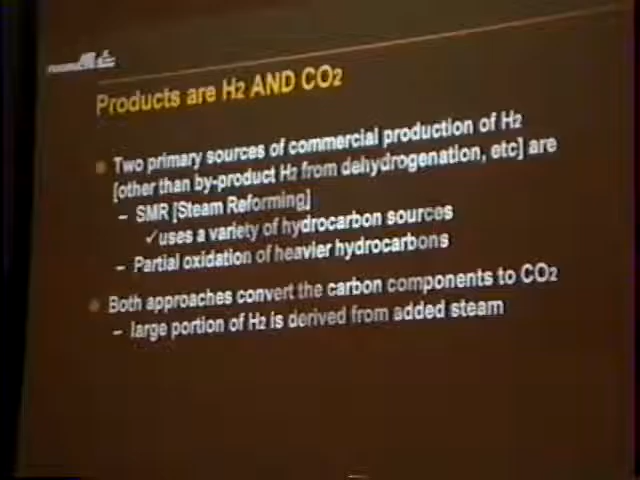 Products are H2 AND CO2
Two primary sources of commercial production of H2
[other than by-product H2 from dehydrogenation, etc] are
– SMR [Steam Reforming]
✓uses a variety of hydrocarbon sources
– Partial oxidation of heavier hydrocarbons
Both approaches convert the carbon components to CO2
– large portion of H2 is derived from added steam